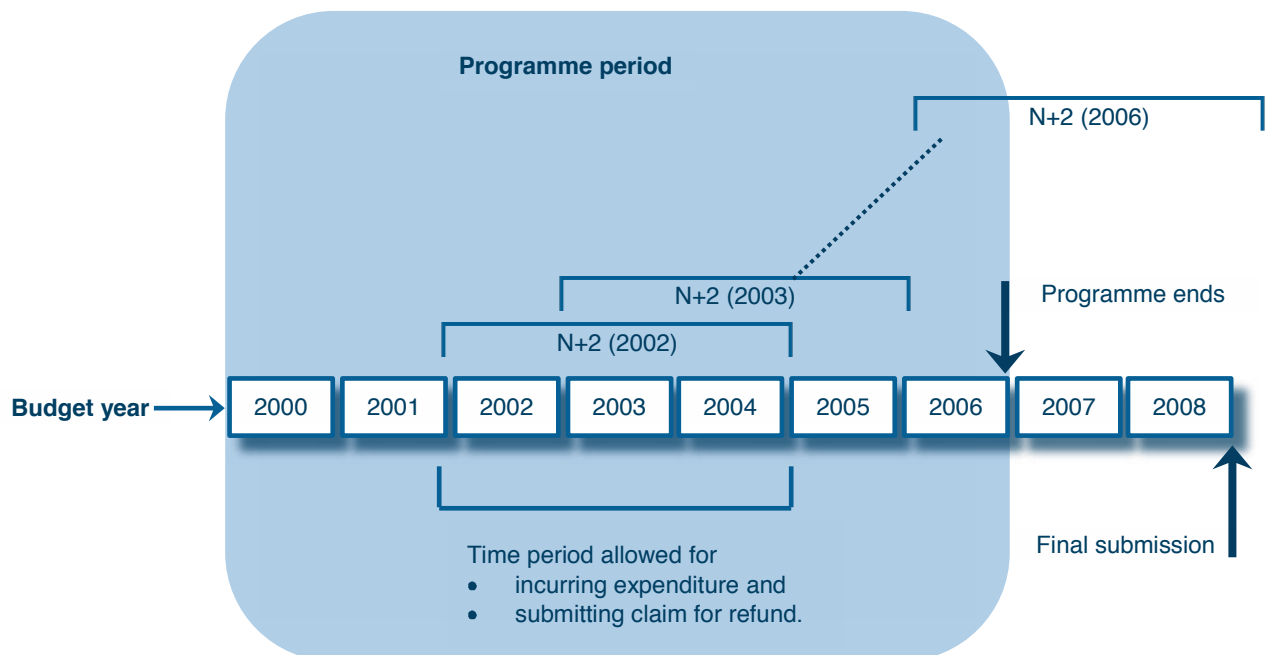 Programme period
N+2 (2006)
N+2 (2003)
Programme ends
N+2 (2002)
Budget year
2000 2001 2002 2003 2004 2005 2006 2007 2008
Time period allowed for
• incurring expenditure and
• submitting claim for refund.
Final submission